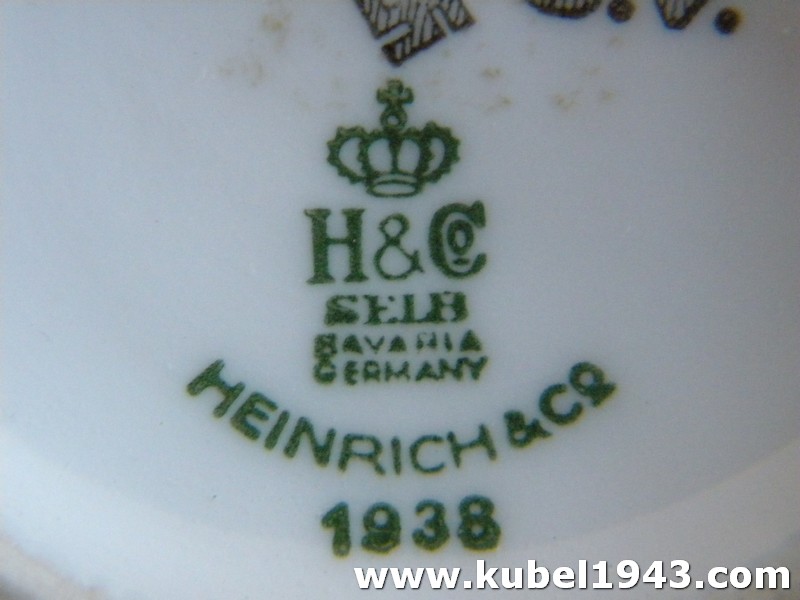 H&Co
SELB
BAVARIA
GERMANY
HEINRICH & Co
1938
www.kubel1943.com